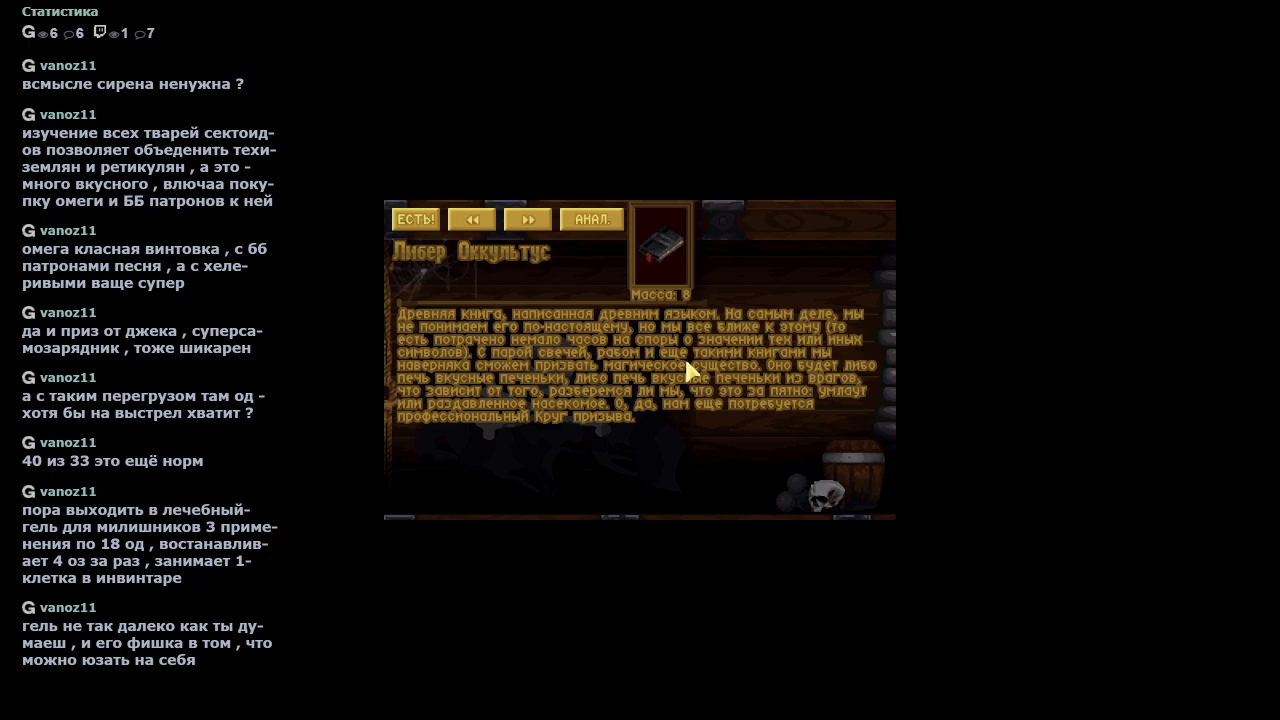 Статистика
6 6 1 7
vanoz11
всмысле сирена ненужна ?
vanoz11
изучение всех тварей сектоид-
ов позволяет объеденить техи-
землян и ретикулян , а это -
много вкусного , влючаа поку-
пку омеги и ББ патронов к ней
vanoz11
омега класная винтовка , с бб
патронами песня , а с хеле-
ривыми ваще супер
vanoz11
да и приз от джека , суперса-
мозарядник , тоже шикарен
vanoz11
а с таким перегрузом там од -
хотя бы на выстрел хватит ?
vanoz11
40 из 33 это ещё норм
vanoz11
пора выходить в лечебный-
гель для милишников 3 приме-
нения по 18 од , востанавлив-
ает 4 оз за раз , занимает 1-
клетка в инвинтаре
vanoz11
гель не так далеко как ты ду-
маеш , и его фишка в том , что
можно юзать на себя
ЕСТЬ! АНАЛ.
Либер Оккультус
Масса: 8
Древняя книга, написанная древним языком. На самым деле, мы
не понимаем его по-настоящему, но мы все ближе к этому (то
есть потрачено немало часов на споры о значении тех или иных
символов). С парой свечей, рабом и еще такими книгами мы
наверняка сможем призвать магическое существо. Оно будет либо
печь вкусные печеньки, либо печь вкусные печеньки из врагов,
что зависит от того, разберемся ли мы, что это за пятно: умлаут
или раздавленное насекомое. О, да, нам еще потребуется
профессиональный Круг призыва.